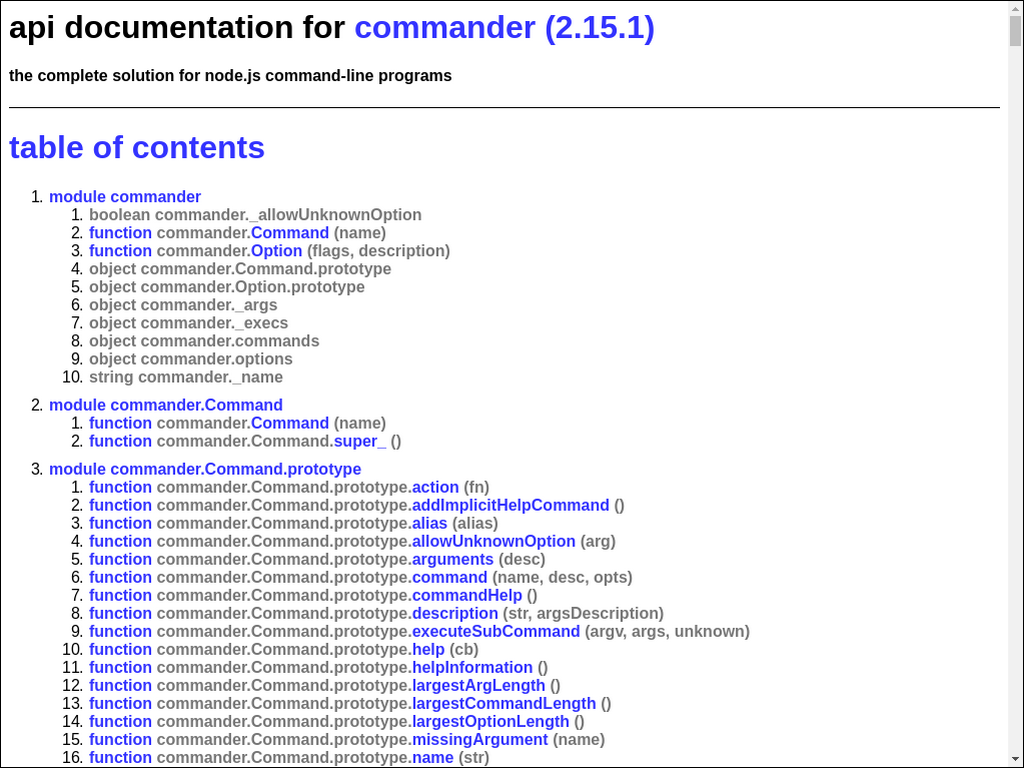 api documentation for commander (2.15.1)
the complete solution for node.js command-line programs
table of contents
1. module commander
1. boolean commander._allowUnknownOption
2. function commander.Command (name)
3. function commander.Option (flags, description)
4. object commander.Command.prototype
5. object commander.Option.prototype
6. object commander._args
7. object commander._execs
8. object commander.commands
9. object commander.options
10. string commander._name
2. module commander.Command
1. function commander.Command (name)
2. function commander.Command.super_ ()
3. module commander.Command.prototype
1. function commander.Command.prototype.action (fn)
2. function commander.Command.prototype.addImplicitHelpCommand ()
3. function commander.Command.prototype.alias (alias)
4. function commander.Command.prototype.allowUnknownOption (arg)
5. function commander.Command.prototype.arguments (desc)
6. function commander.Command.prototype.command (name, desc, opts)
7. function commander.Command.prototype.commandHelp ()
8. function commander.Command.prototype.description (str, argsDescription)
9. function commander.Command.prototype.executeSubCommand (argv, args, unknown)
10. function commander.Command.prototype.help (cb)
11. function commander.Command.prototype.helpInformation ()
12. function commander.Command.prototype.largestArgLength ()
13. function commander.Command.prototype.largestCommandLength ()
14. function commander.Command.prototype.largestOptionLength ()
15. function commander.Command.prototype.missingArgument (name)
16. function commander.Command.prototype.name (str)